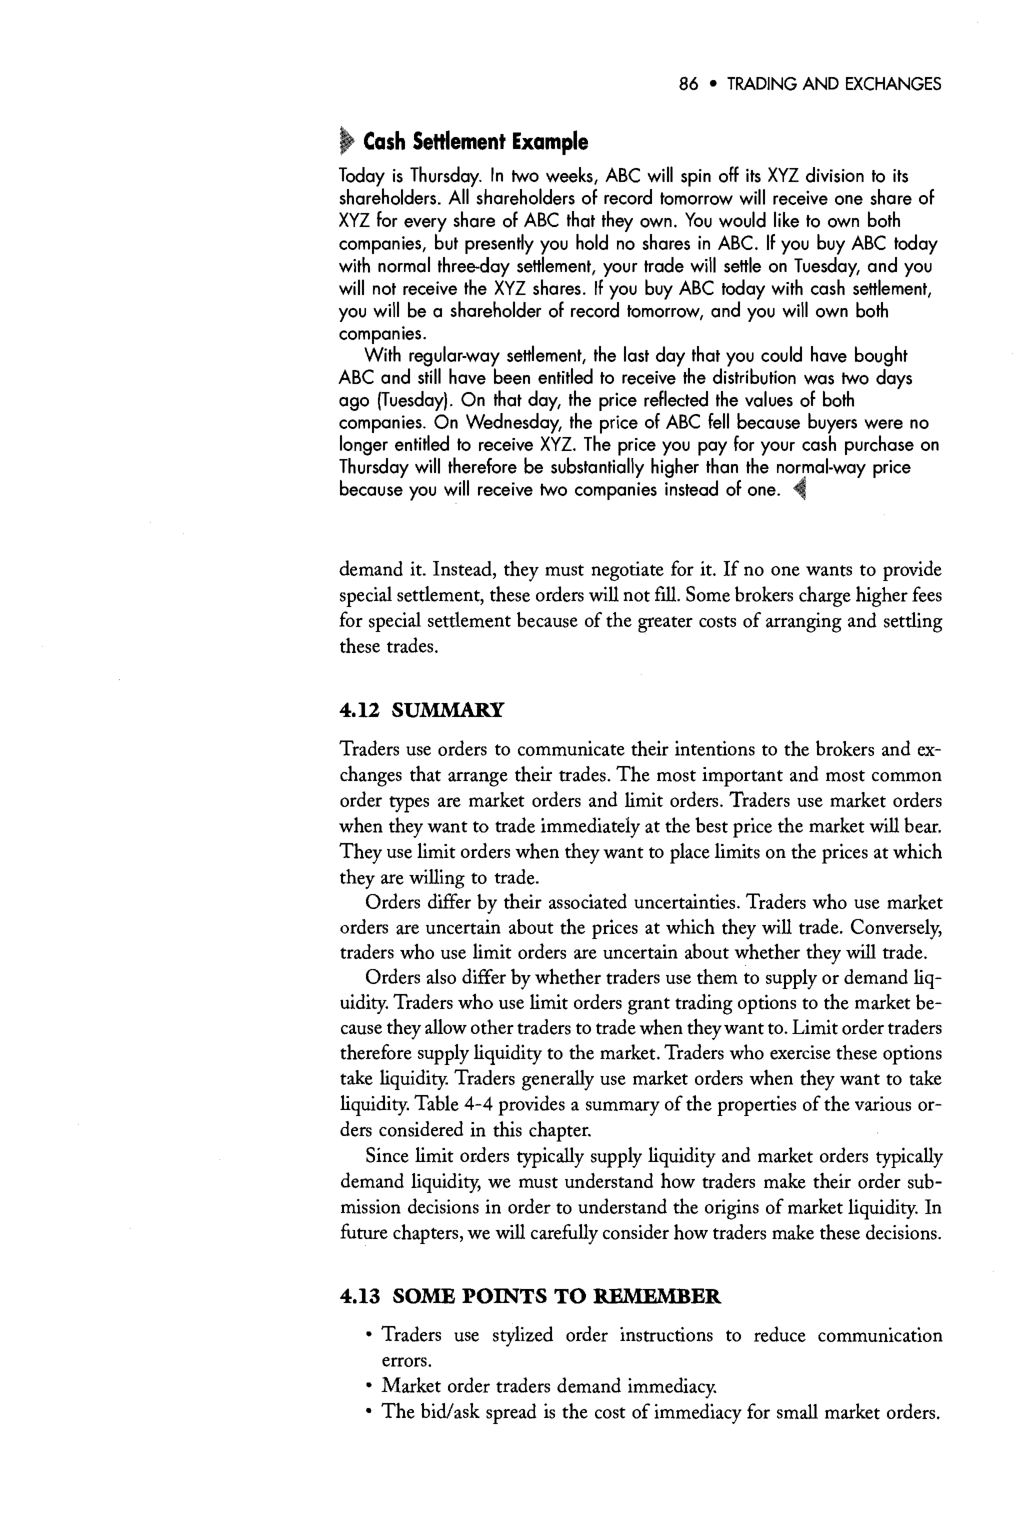 86 • TRADING AND EXCHANGES
Cash Settlement Example
Today is Thursday. In two weeks, ABC will spin off its XYZ division to its
shareholders. All shareholders of record tomorrow will receive one share of
XYZ for every share of ABC that they own. You would like to own both
companies, but presently you hold no shares in ABC. If you buy ABC today
with normal three-day settlement, your trade will settle on Tuesday, and you
will not receive the XYZ shares. If you buy ABC today with cash settlement,
you will be a shareholder of record tomorrow, and you will own both
companies.
With regular-way settlement, the last day that you could have bought
ABC and still have been entitled to receive the distribution was two days
ago (Tuesday). On that day, the price reflected the values of both
companies. On Wednesday, the price of ABC fell because buyers were no
longer entitled to receive XYZ. The price you pay for your cash purchase on
Thursday will therefore be substantially higher than the normal-way price
because you will receive two companies instead of one.
demand it. Instead, they must negotiate for it. If no one wants to provide
special settlement, these orders will not fill. Some brokers charge higher fees
for special settlement because of the greater costs of arranging and settling
these trades.
4.12 SUMMARY
Traders use orders to communicate their intentions to the brokers and ex-
changes that arrange their trades. The most important and most common
order types are market orders and limit orders. Traders use market orders
when they want to trade immediately at the best price the market will bear.
They use limit orders when they want to place limits on the prices at which
they are willing to trade.
Orders differ by their associated uncertainties. Traders who use market
orders are uncertain about the prices at which they will trade. Conversely,
traders who use limit orders are uncertain about whether they will trade.
Orders also differ by whether traders use them to supply or demand liq-
uidity. Traders who use limit orders grant trading options to the market be-
cause they allow other traders to trade when they want to. Limit order traders
therefore supply liquidity to the market. Traders who exercise these options
take liquidity. Traders generally use market orders when they want to take
liquidity. Table 4-4 provides a summary of the properties of the various or-
ders considered in this chapter.
Since limit orders typically supply liquidity and market orders typically
demand liquidity, we must understand how traders make their order sub-
mission decisions in order to understand the origins of market liquidity. In
future chapters, we will carefully consider how traders make these decisions.
4.13 SOME POINTS TO REMEMBER
• Traders use stylized order instructions to reduce communication
errors.
• Market order traders demand immediacy.
• The bid/ask spread is the cost of immediacy for small market orders.